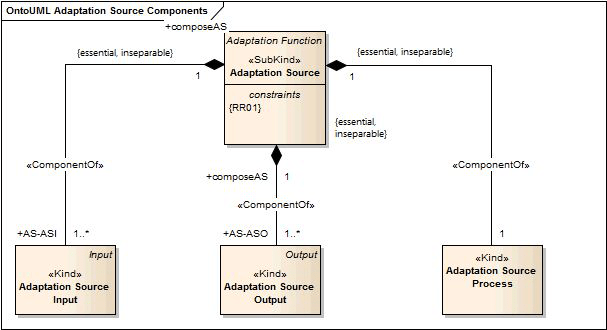 OntoUML Adaptation Source Components
+composeAS
Adaptation Function
«SubKind»
Adaptation Source
constraints
{RR01}
{essential, inseparable}
1
{essential, inseparable}
1
{essential,
inseparable}
«ComponentOf»
+composeAS 1
«ComponentOf»
«ComponentOf»
+AS-ASI 1..*
+AS-ASO 1..*
1
Input
«Kind»
Adaptation Source
Input
Output
«Kind»
Adaptation Source
Output
«Kind»
Adaptation Source
Process